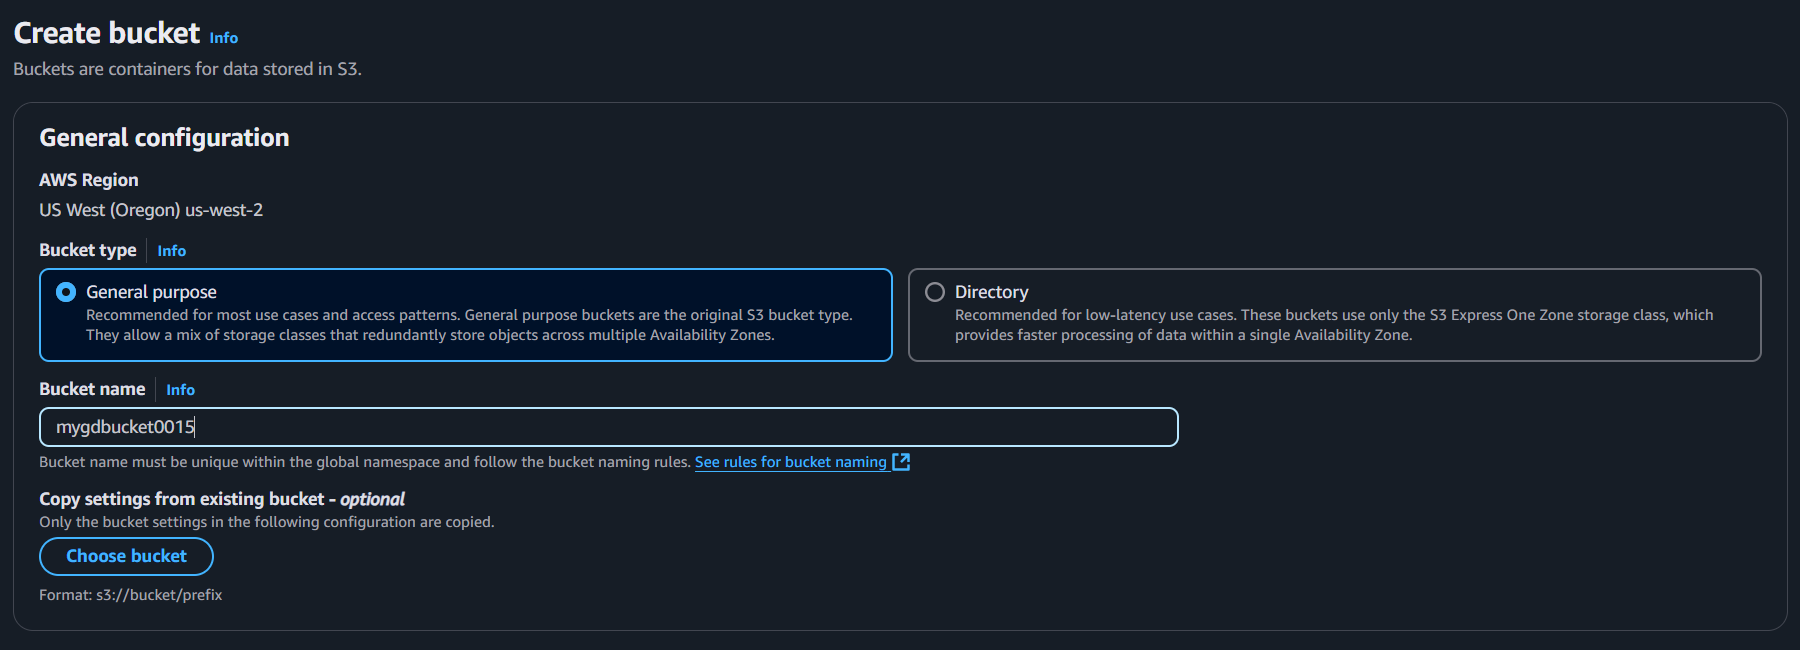 Create bucket Info
Buckets are containers for data stored in S3.
General configuration
AWS Region
US West (Oregon) us-west-2
Bucket type Info
General purpose
Recommended for most use cases and access patterns. General purpose buckets are the original S3 bucket type.
They allow a mix of storage classes that redundantly store objects across multiple Availability Zones.
Directory
Recommended for low-latency use cases. These buckets use only the S3 Express One Zone storage class, which
provides faster processing of data within a single Availability Zone.
Bucket name Info
mygdbucket0015
Bucket name must be unique within the global namespace and follow the bucket naming rules. See rules for bucket naming
Copy settings from existing bucket - optional
Only the bucket settings in the following configuration are copied.
Choose bucket
Format: s3://bucket/prefix